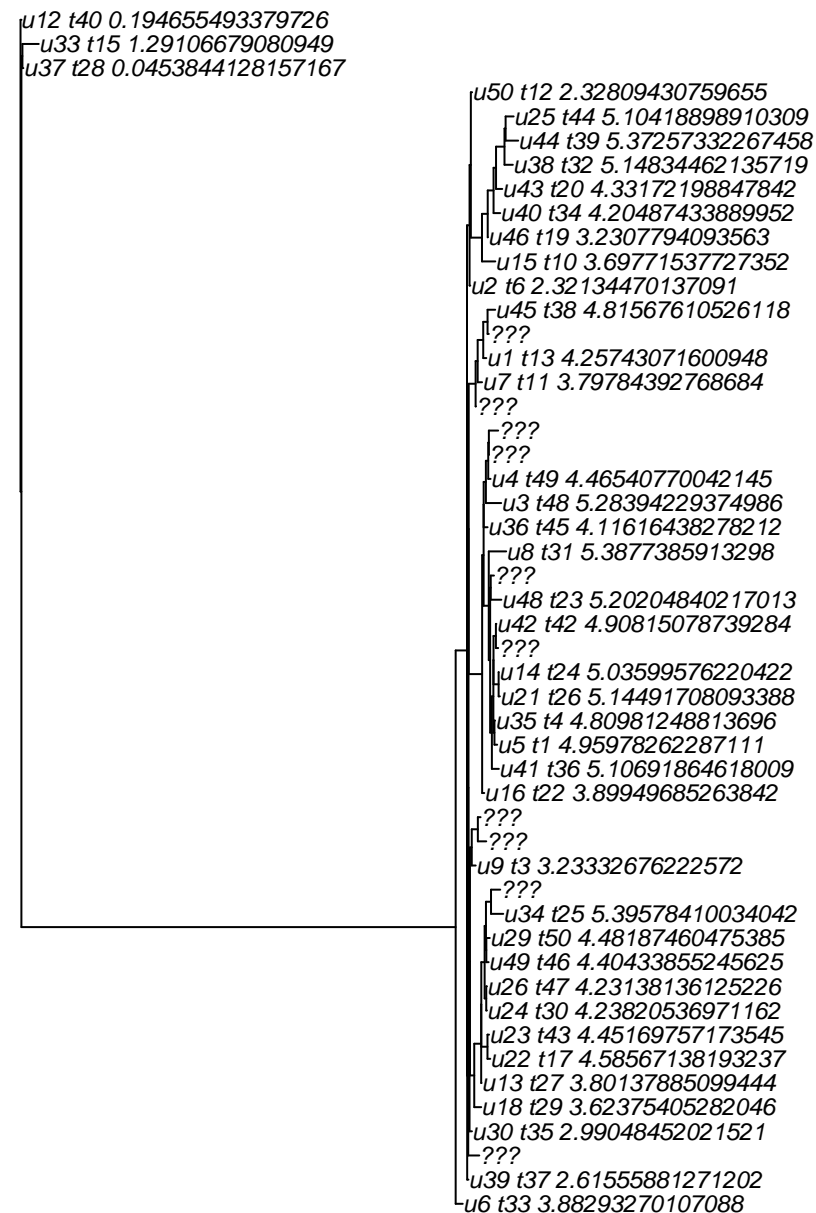 u12 t40 0.194655493379726
u33 t15 1.29106679080949
u37 t28 0.0453844128157167
u50 t12 2.32809430759655
u25 t44 5.10418898910309
u44 t39 5.37257332267458
u38 t32 5.14834462135719
u43 t20 4.33172198847842
u40 t34 4.20487433889952
u46 t19 3.2307794093563
u15 t10 3.69771537727352
u2 t6 2.32134470137091
u45 t38 4.81567610526118
???
u1 t13 4.25743071600948
u7 t11 3.79784392768684
???
???
???
u4 t49 4.46540770042145
u3 t48 5.28394229374986
u36 t45 4.11616438278212
u8 t31 5.3877385913298
???
u48 t23 5.20204840217013
u42 t42 4.90815078739284
???
u14 t24 5.03599576220422
u21 t26 5.14491708093388
u35 t4 4.80981248813696
u5 t1 4.95978262287111
u41 t36 5.10691864618009
u16 t22 3.89949685263842
???
???
u9 t3 3.23332676222572
???
u34 t25 5.39578410034042
u29 t50 4.48187460475385
u49 t46 4.40433855245625
u26 t47 4.23138136125226
u24 t30 4.23820536971162
u23 t43 4.45169757173545
u22 t17 4.58567138193237
u13 t27 3.80137885099444
u18 t29 3.62375405282046
u30 t35 2.99048452021521
???
u39 t37 2.61555881271202
u6 t33 3.88293270107088